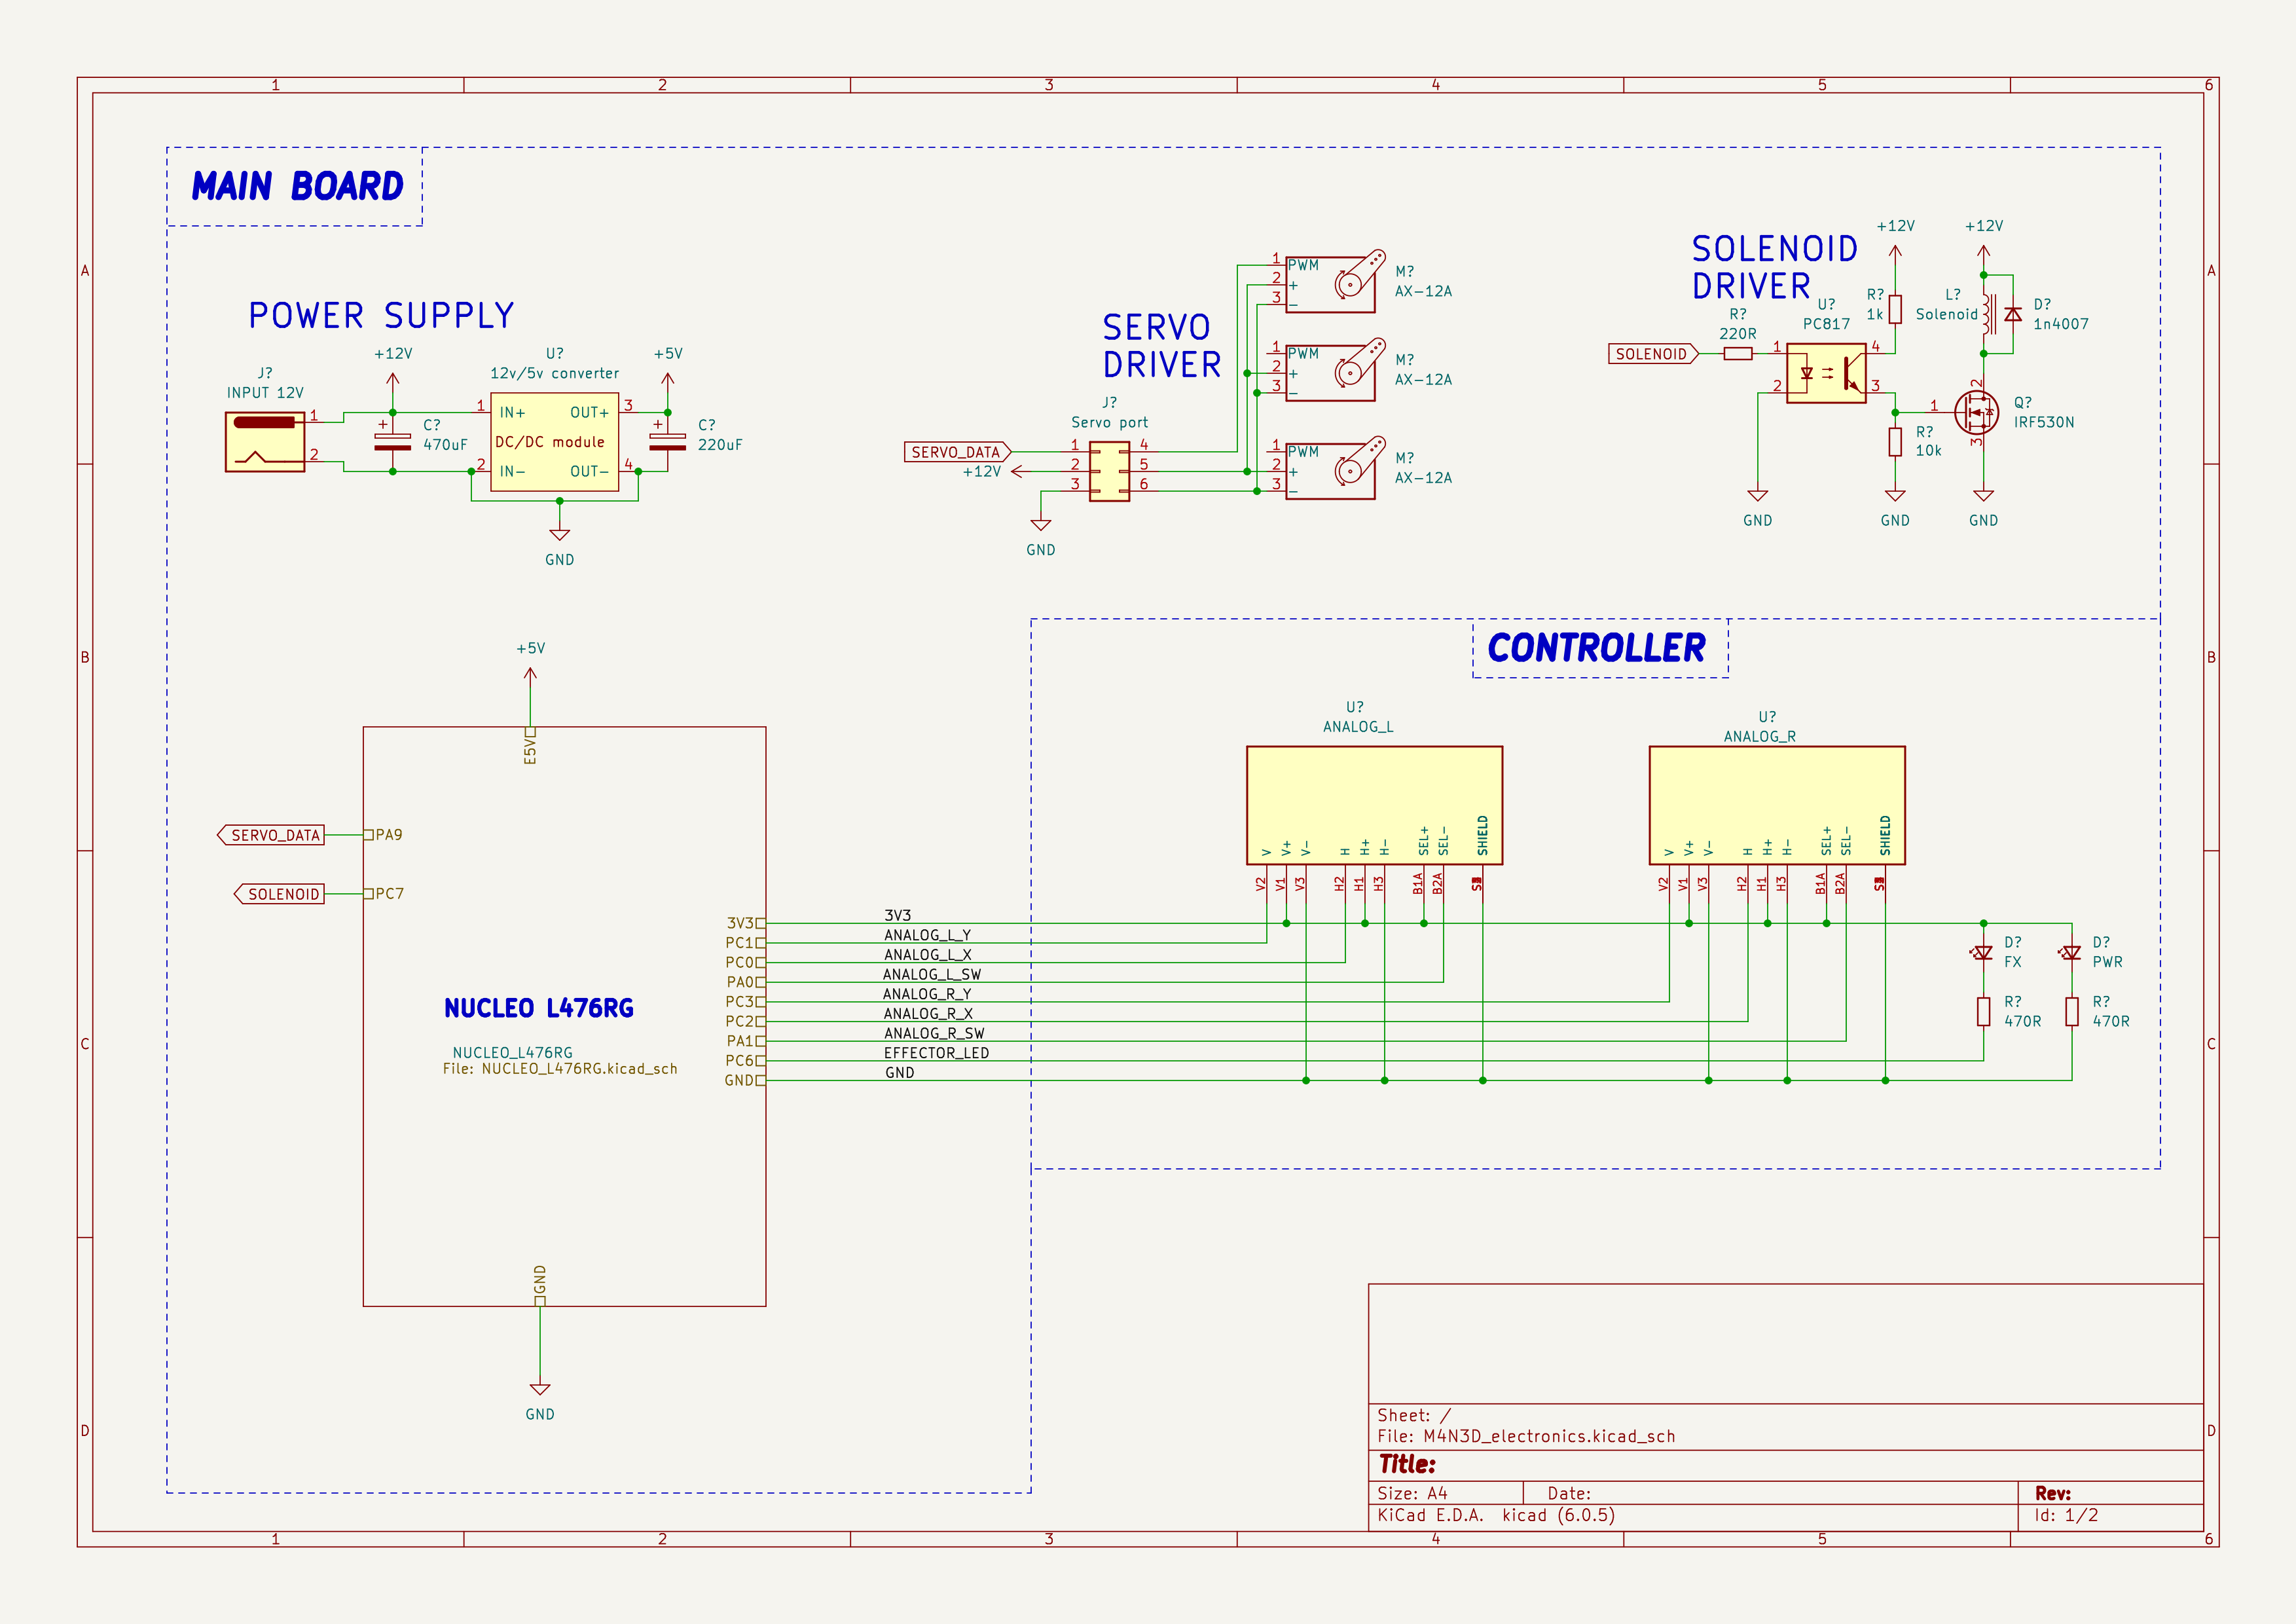 1 2 3 4 5 6
A A
B B
C C
D D
MAIN BOARD
POWER SUPPLY
J?
INPUT 12V
1
2
+12V
+
C?
470uF
U?
12v/5v converter
1 IN+ OUT+ 3
DC/DC module
2 IN- OUT- 4
GND
+5V
+
C?
220uF
SERVO
DRIVER
J?
Servo port
SERVO_DATA
+12V
GND
1 4
2 5
3 6
1 PWM
2 +
3 −
M?
AX-12A
1 PWM
2 +
3 −
M?
AX-12A
1 PWM
2 +
3 −
M?
AX-12A
SOLENOID
DRIVER
SOLENOID
R?
220R
U?
PC817
1 4
2 3
+12V
R?
1k
+12V
L?
Solenoid
D?
1n4007
R?
10k
1
2
3
Q?
IRF530N
GND
GND
GND
+5V
E5V
SERVO_DATA PA9
SOLENOID PC7
NUCLEO L476RG
NUCLEO_L476RG
File: NUCLEO_L476RG.kicad_sch
GND
GND
3V3 3V3
PC1 ANALOG_L_Y
PC0 ANALOG_L_X
PA0 ANALOG_L_SW
PC3 ANALOG_R_Y
PC2 ANALOG_R_X
PA1 ANALOG_R_SW
PC6 EFFECTOR_LED
GND GND
CONTROLLER
U?
ANALOG_L
V V+ V- H H+ H- SEL+ SEL- SHIELD
V2 V1 V3 H2 H1 H3 B1A B2A
U?
ANALOG_R
V V+ V- H H+ H- SEL+ SEL- SHIELD
V2 V1 V3 H2 H1 H3 B1A B2A
D?
FX
D?
PWR
R?
470R
R?
470R
Sheet: /
File: M4N3D_electronics.kicad_sch
Title:
Size: A4 Date: Rev:
KiCad E.D.A. kicad (6.0.5) Id: 1/2
1 2 3 4 5 6